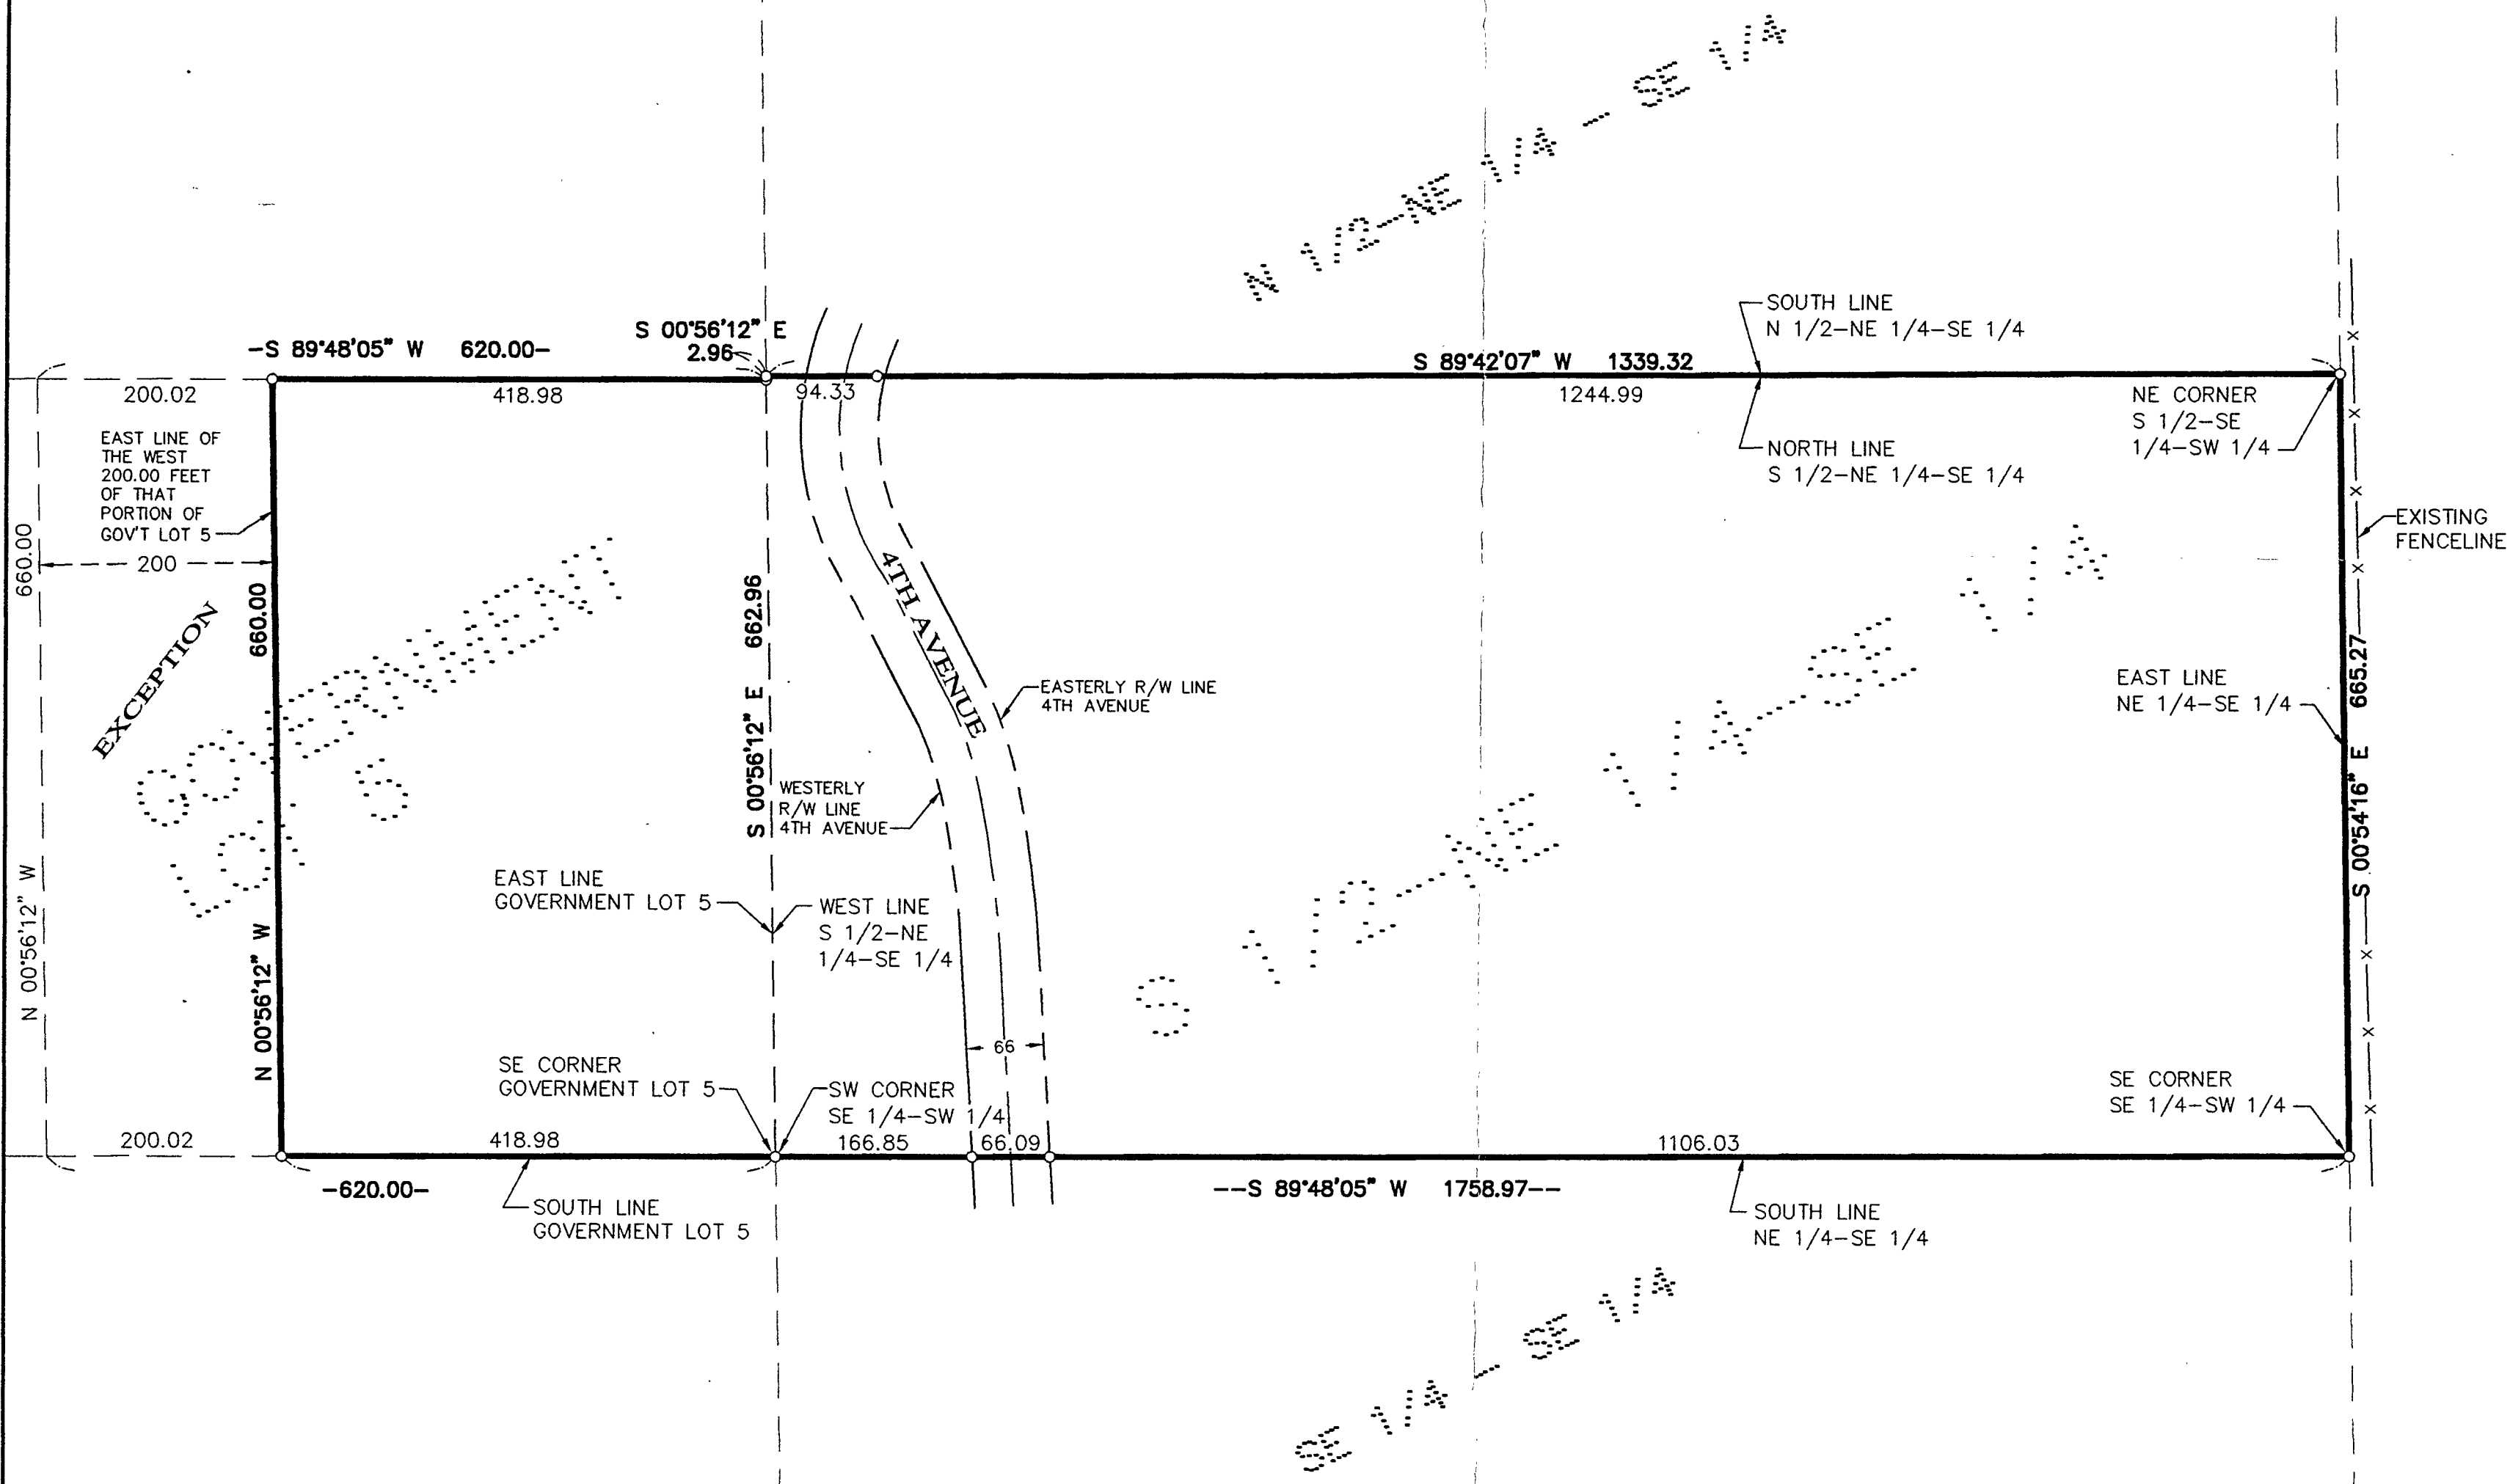 N 1/2-NE 1/4 - SE 1/4
SOUTH LINE
N 1/2-NE 1/4-SE 1/4
S 00°56'12" E
2.96
-S 89°48'05" W 620.00-
S 89°42'07" W 1339.32
200.02
418.98
94.33
1244.99
NE CORNER
S 1/2-SE
1/4-SW 1/4
NORTH LINE
S 1/2-NE 1/4-SE 1/4
EAST LINE OF
THE WEST
200.00 FEET
OF THAT
PORTION OF
GOV'T LOT 5
200
660.00
N 00°56'12" W
EXCEPTION
N 00°56'12" W 660.00
GOVERNMENT
LOT 5
S 00°56'12" E 662.96
4TH AVENUE
EASTERLY R/W LINE
4TH AVENUE
WESTERLY
R/W LINE
4TH AVENUE
EXISTING
FENCELINE
EAST LINE
NE 1/4-SE 1/4
S 00°54'16" E 665.27
S 1/2-NE 1/4-SE 1/4
EAST LINE
GOVERNMENT LOT 5
WEST LINE
S 1/2-NE
1/4-SE 1/4
66
SE CORNER
GOVERNMENT LOT 5
SW CORNER
SE 1/4-SW 1/4
SE CORNER
SE 1/4-SW 1/4
200.02
418.98
166.85
66.09
1106.03
-620.00-
--S 89°48'05" W 1758.97--
SOUTH LINE
GOVERNMENT LOT 5
SOUTH LINE
NE 1/4-SE 1/4
SE 1/4 - SE 1/4